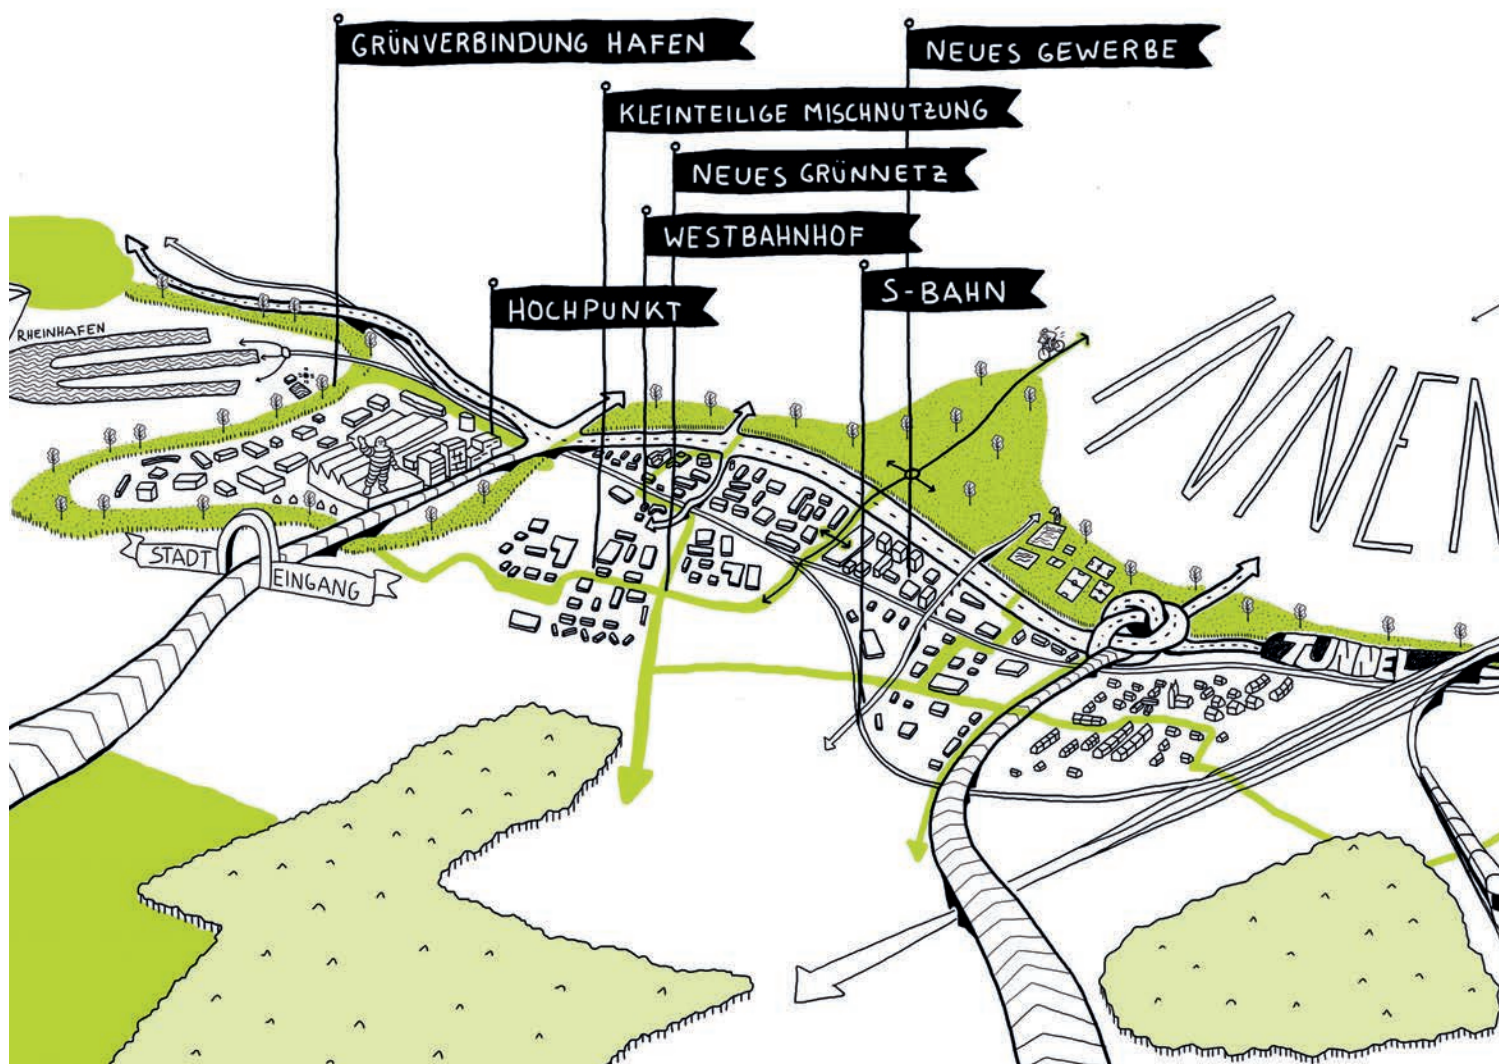 GRÜNVERBINDUNG HAFEN
NEUES GEWERBE
KLEINTEILIGE MISCHNUTZUNG
NEUES GRÜNNETZ
WESTBAHNHOF
S-BAHN
HOCHPUNKT
RHEINHAFEN
STADT
EINGANG
TUNNEL